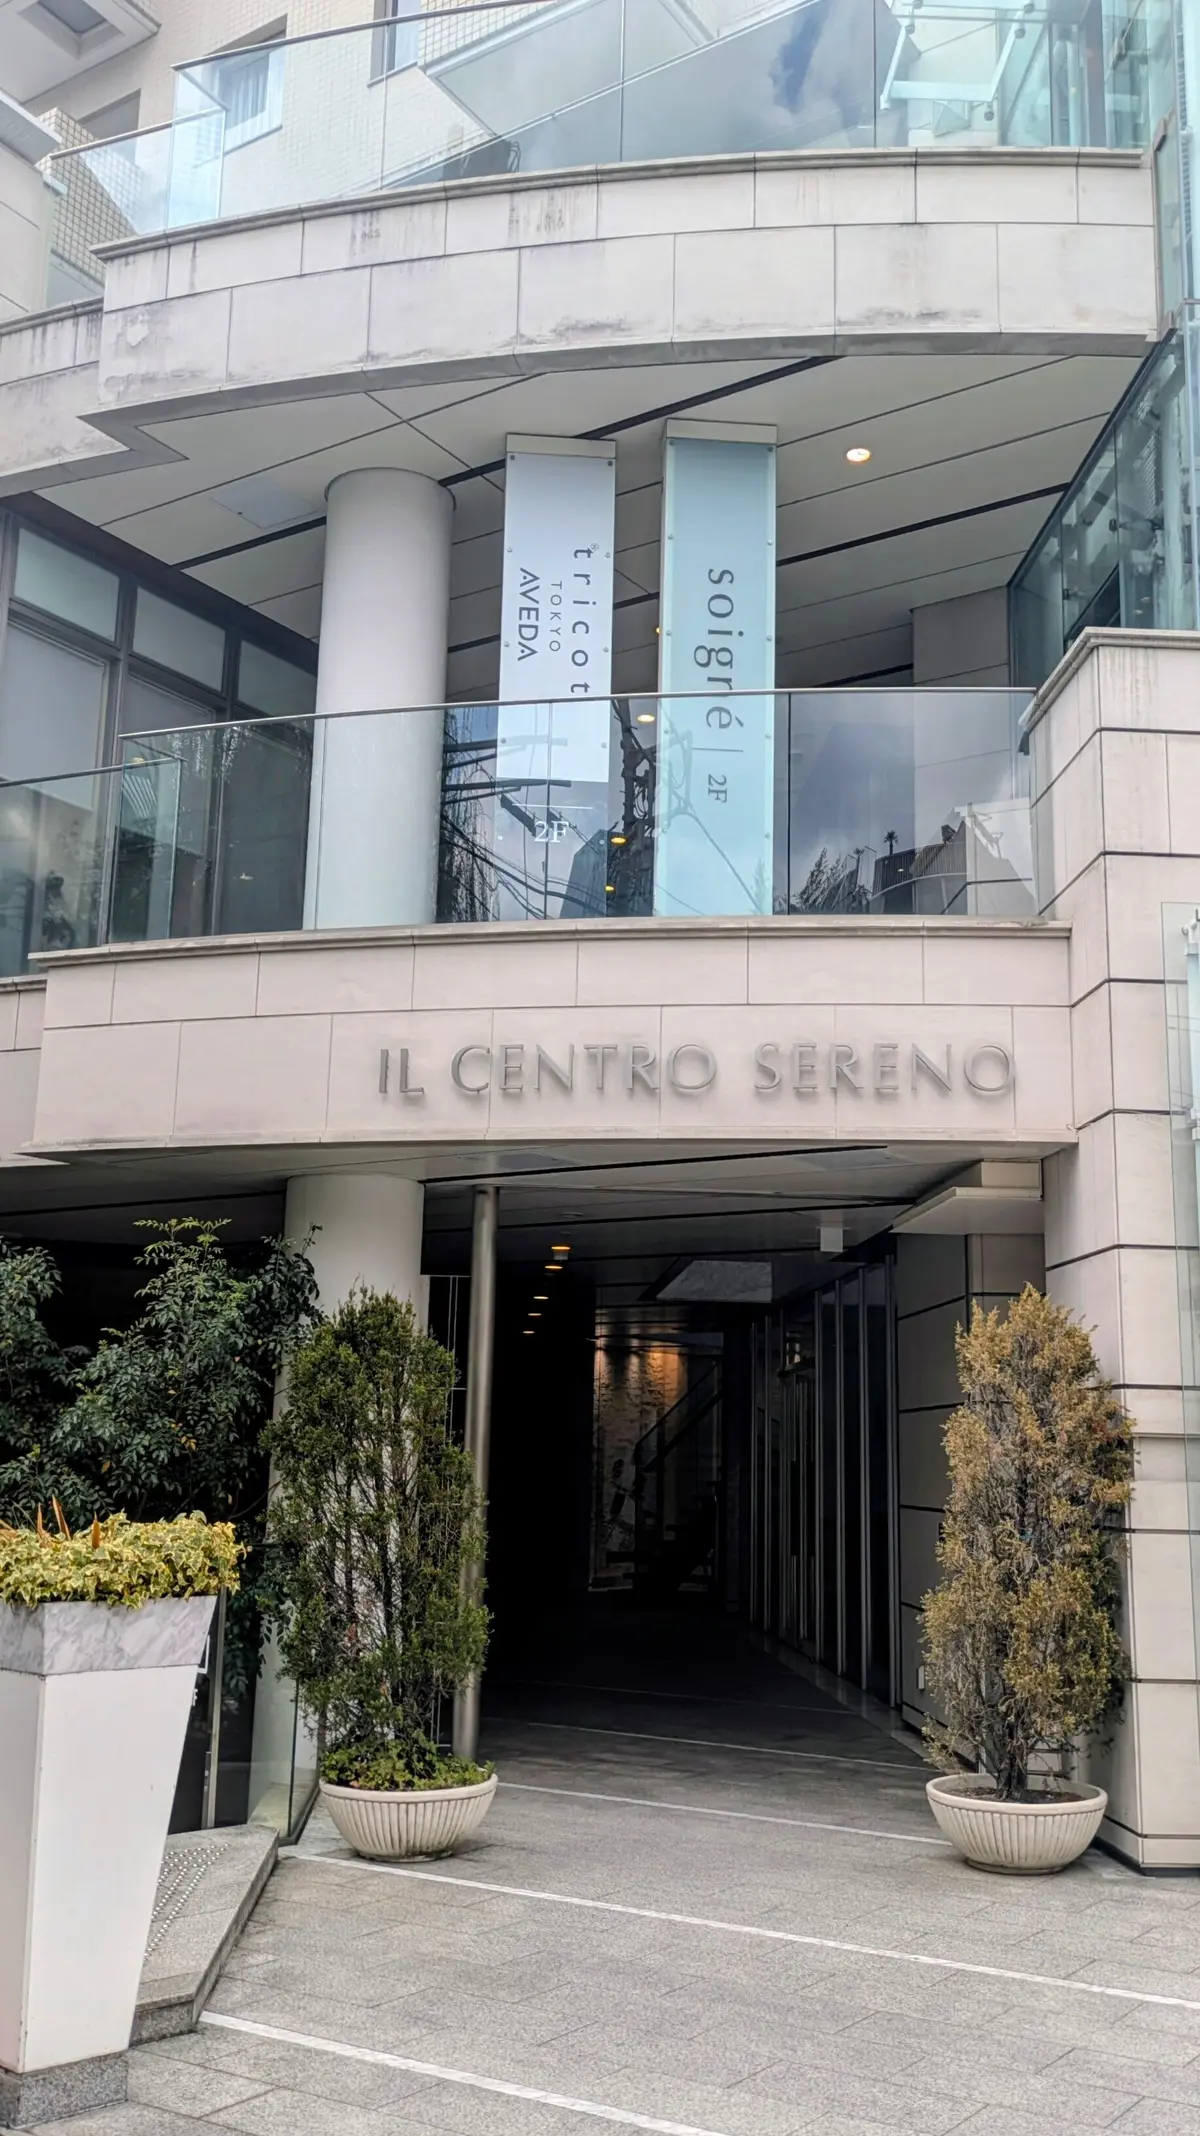 tricot
TOKYO
AVEDA
2F
soigré | 2F
IL CENTRO SERENO